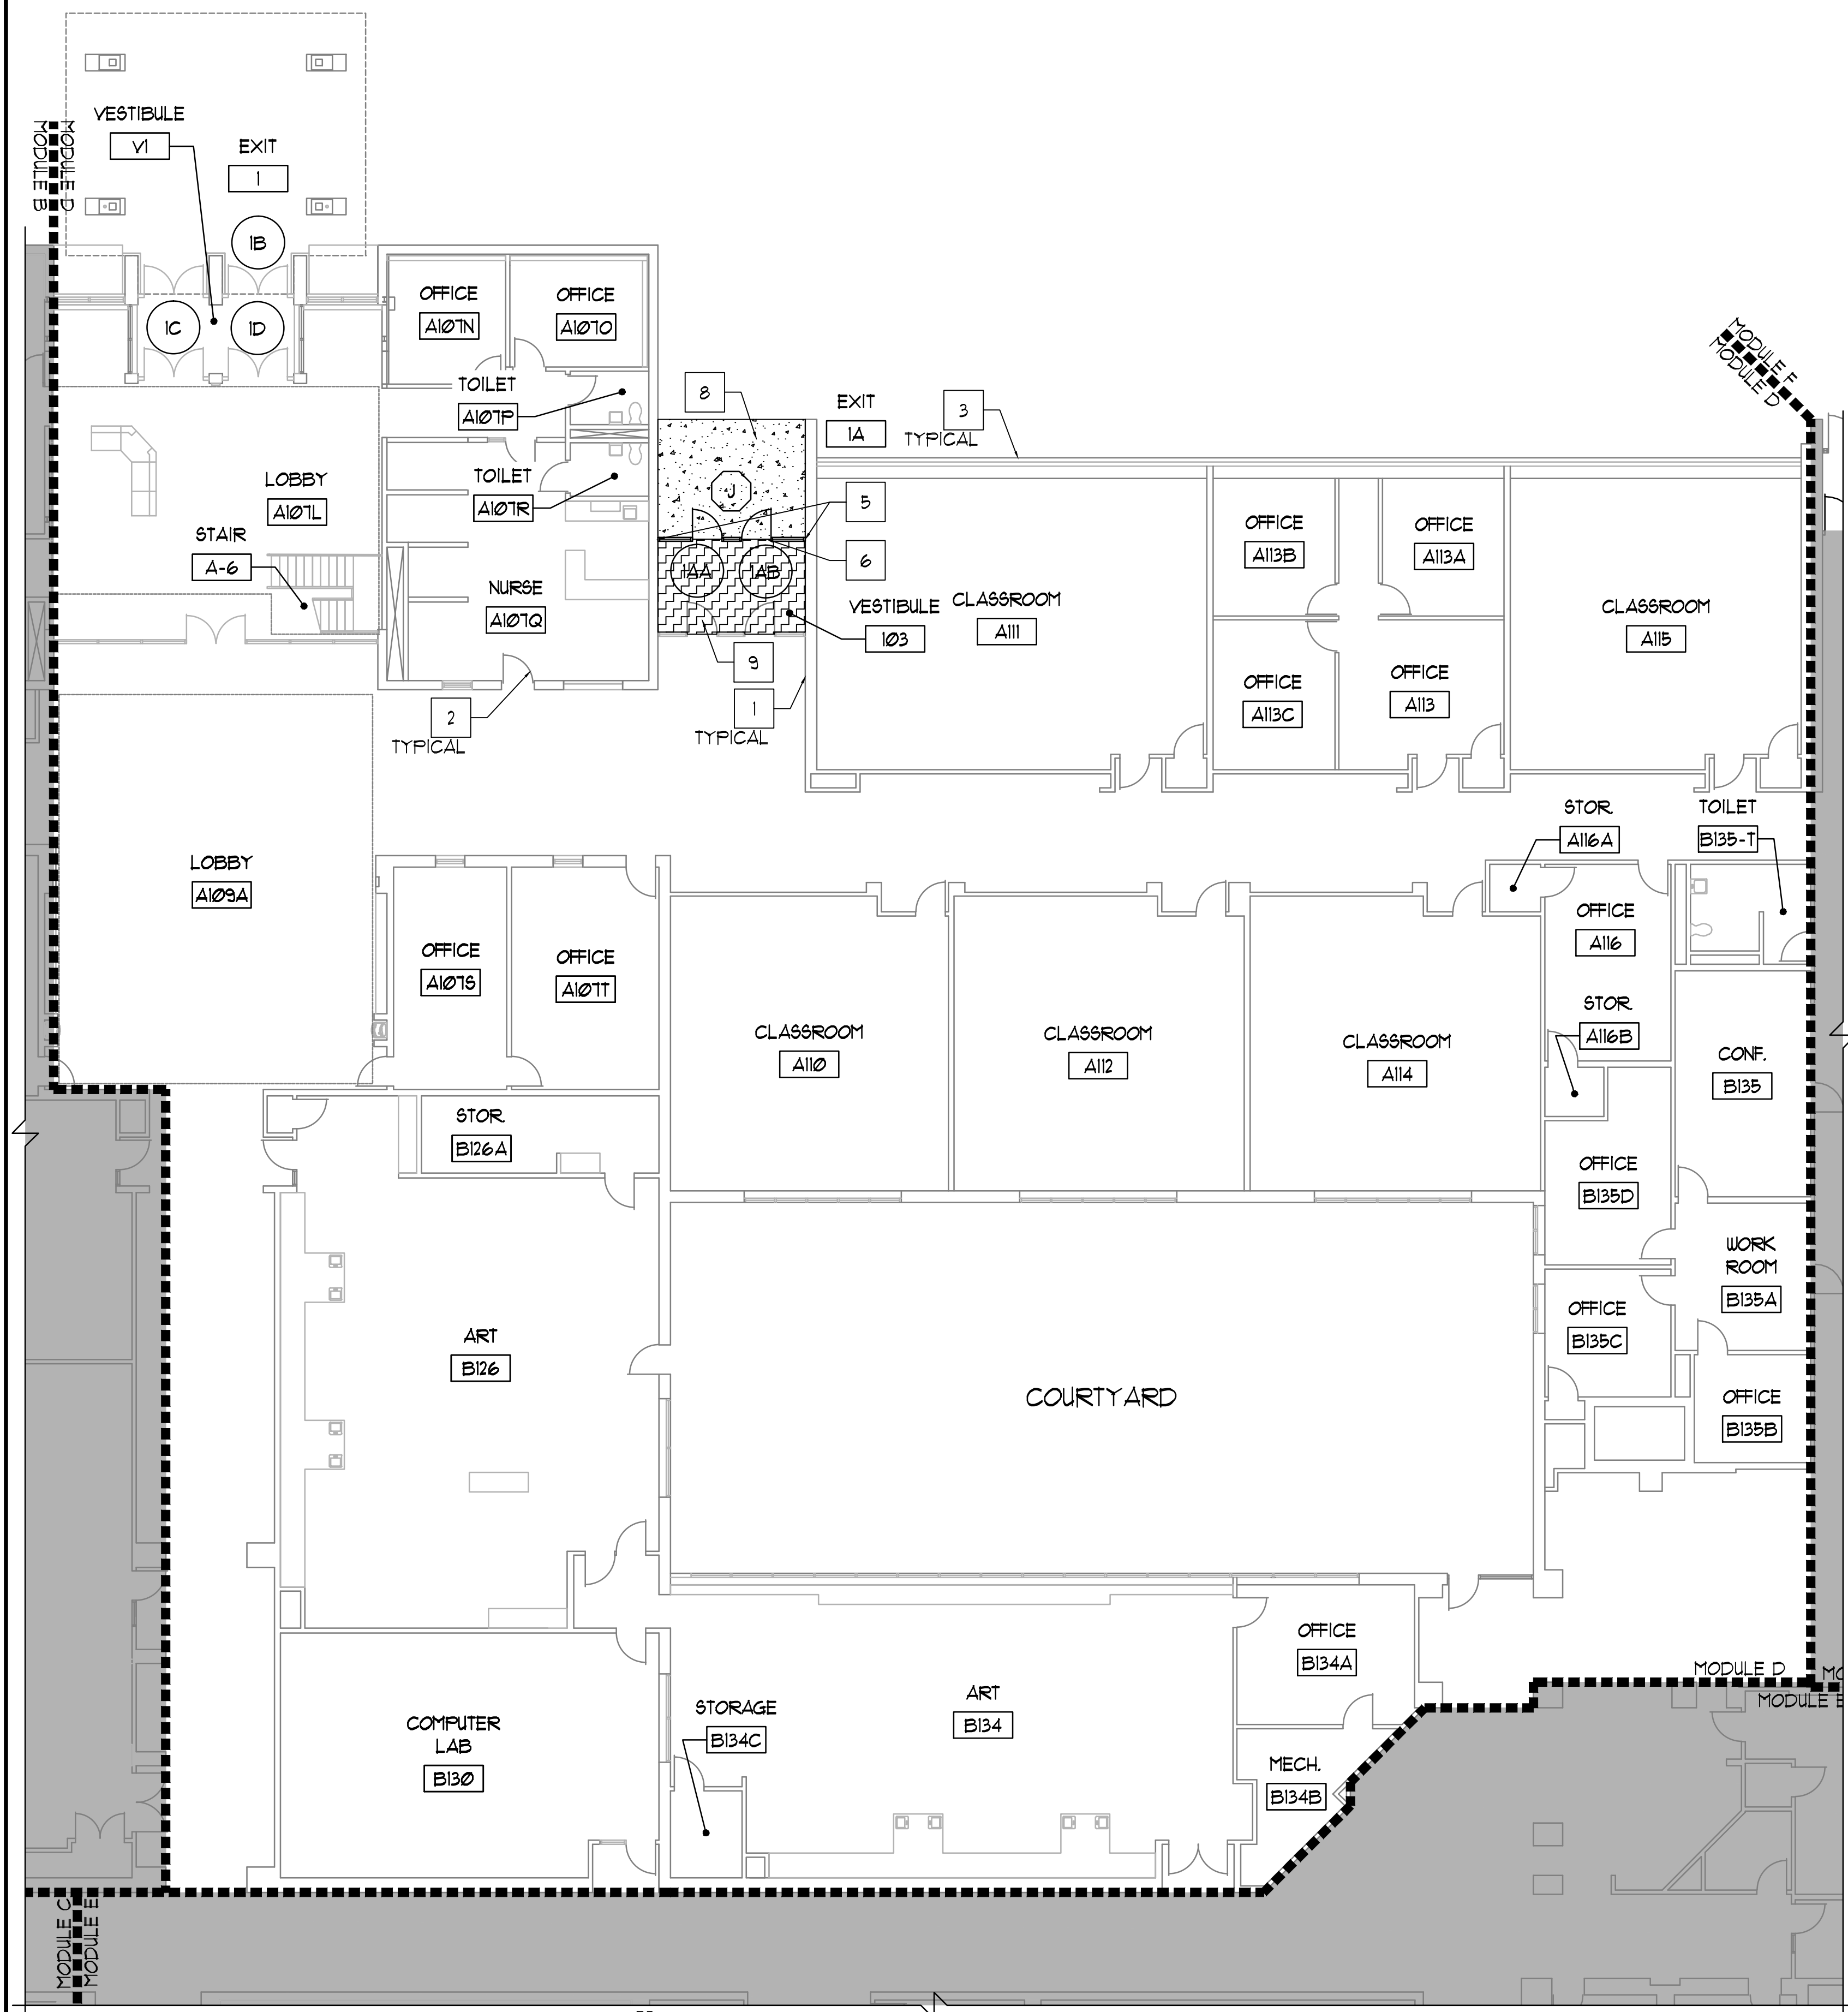 VESTIBULE
V1
EXIT
1
MODULE B
MODULE D
1B
1C
1D
OFFICE
A107N
OFFICE
A107O
TOILET
A107P
8
EXIT
1A
3
TYPICAL
MODULE F
MODULE D
LOBBY
A107L
TOILET
A107R
J
5
6
STAIR
A-6
NURSE
A107Q
1AA
1AB
VESTIBULE
103
9
1
TYPICAL
2
TYPICAL
CLASSROOM
A111
OFFICE
A113B
OFFICE
A113A
OFFICE
A113C
OFFICE
A113
CLASSROOM
A115
STOR.
A116A
TOILET
B135-T
LOBBY
A109A
OFFICE
A107S
OFFICE
A107T
CLASSROOM
A110
CLASSROOM
A112
CLASSROOM
A114
OFFICE
A116
STOR.
A116B
CONF.
B135
STOR.
B126A
OFFICE
B135D
WORK
ROOM
B135A
OFFICE
B135C
OFFICE
B135B
ART
B126
COURTYARD
OFFICE
B134A
MODULE D
MODULE E
COMPUTER
LAB
B130
STORAGE
B134C
ART
B134
MECH.
B134B
MODULE C
MODULE E